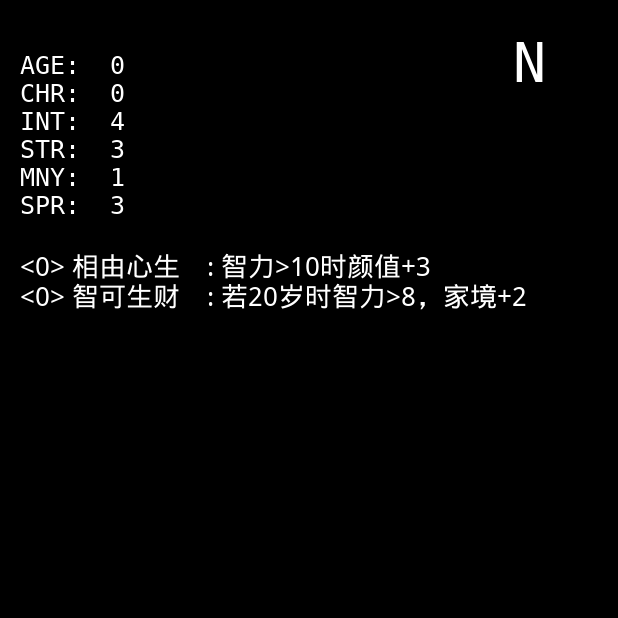 N
AGE: 0
CHR: 0
INT: 4
STR: 3
MNY: 1
SPR: 3
<0> 相由心生 : 智力>10时颜值+3
<0> 智可生财 : 若20岁时智力>8，家境+2